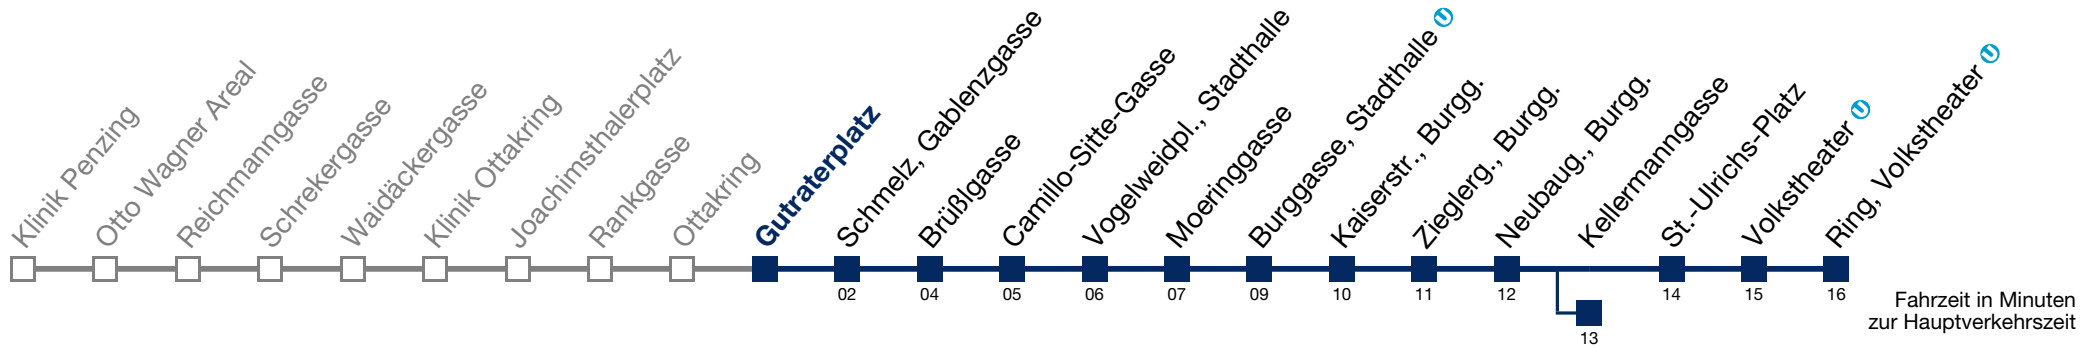 Klinik Penzing
Otto Wagner Areal
Reichmanngasse
Schrekergasse
Waidäckergasse
Klinik Ottakring
Joachimsthalerplatz
Rankgasse
Ottakring
Gutraterplatz
Schmelz, Gablenzgasse
Brüßlgasse
Camillo-Sitte-Gasse
Vogelweidpl., Stadthalle
Moeringgasse
Burggasse, Stadthalle U
Kaiserstr., Burgg.
Zieglerg., Burgg.
Neubaug., Burgg.
Kellermanngasse
St.-Ulrichs-Platz
Volkstheater U
Ring, Volkstheater U
02 04 05 06 07 09 10 11 12 14 15 16
13
Fahrzeit in Minuten
zur Hauptverkehrszeit